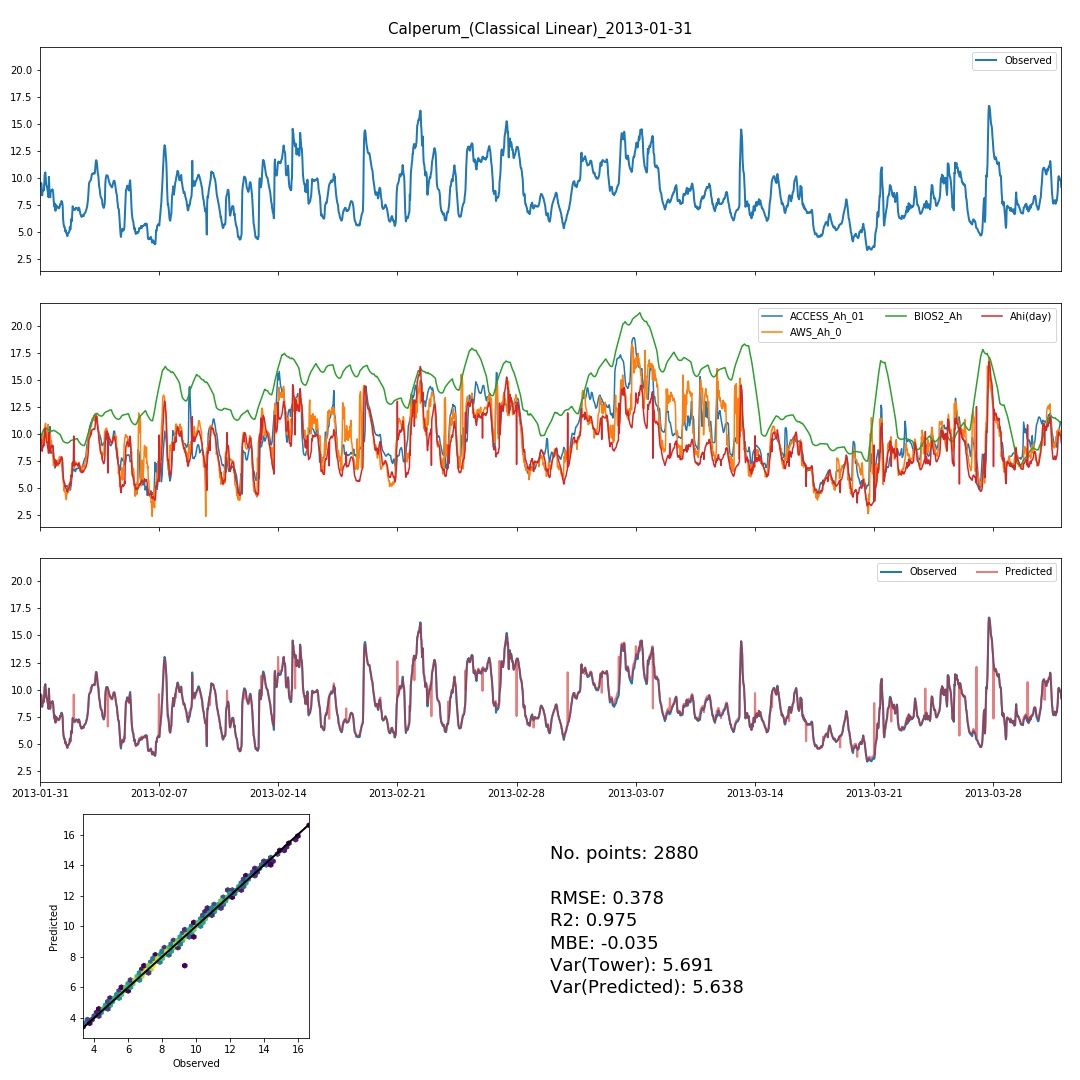 Calperum_(Classical Linear)_2013-01-31
Observed
20.0
17.5
15.0
12.5
10.0
7.5
5.0
2.5
ACCESS_Ah_01 BIOS2_Ah Ahi(day)
AWS_Ah_0
20.0
17.5
15.0
12.5
10.0
7.5
5.0
2.5
Observed Predicted
20.0
17.5
15.0
12.5
10.0
7.5
5.0
2.5
2013-01-31 2013-02-07 2013-02-14 2013-02-21 2013-02-28 2013-03-07 2013-03-14 2013-03-21 2013-03-28
Predicted
16
14
12
10
8
6
4
4 6 8 10 12 14 16
Observed
No. points: 2880
RMSE: 0.378
R2: 0.975
MBE: -0.035
Var(Tower): 5.691
Var(Predicted): 5.638